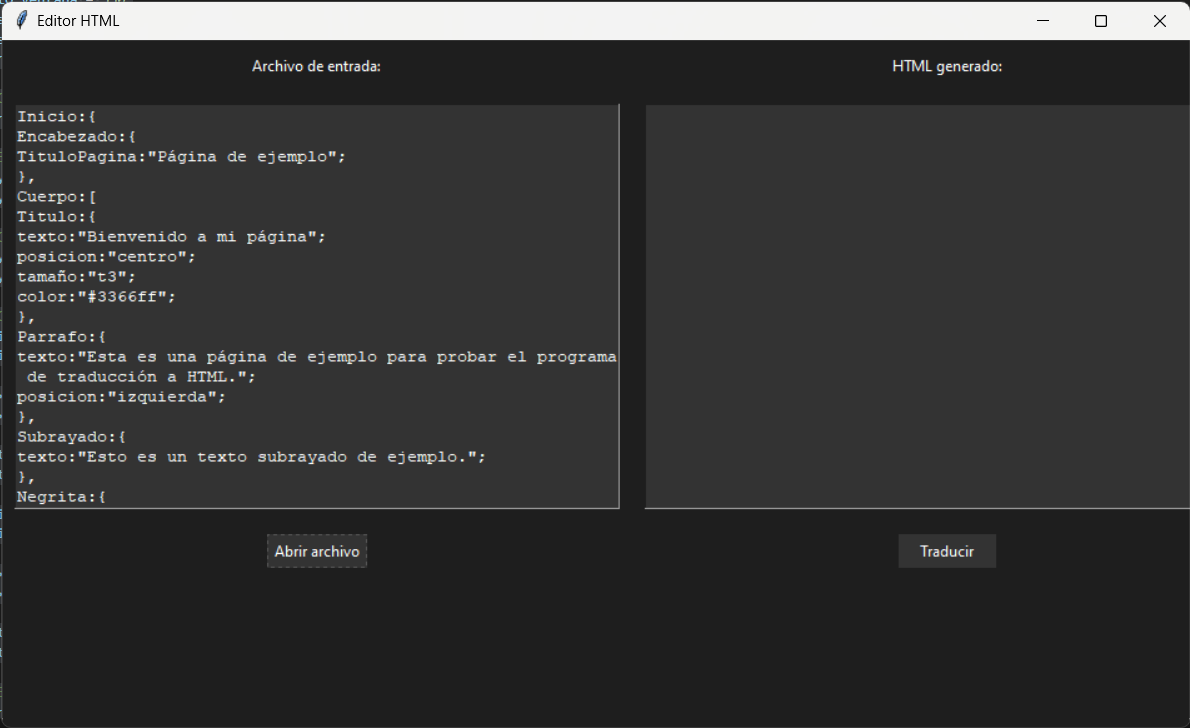 Editor HTML
Archivo de entrada:
HTML generado:
Inicio:{
Encabezado:{
TituloPagina:"Página de ejemplo";
},
Cuerpo:[
Titulo:{
texto:"Bienvenido a mi página";
posicion:"centro";
tamaño:"t3";
color:"#3366ff";
},
Parrafo:{
texto:"Esta es una página de ejemplo para probar el programa
 de traducción a HTML.";
posicion:"izquierda";
},
Subrayado:{
texto:"Esto es un texto subrayado de ejemplo.";
},
Negrita:{
Abrir archivo
Traducir